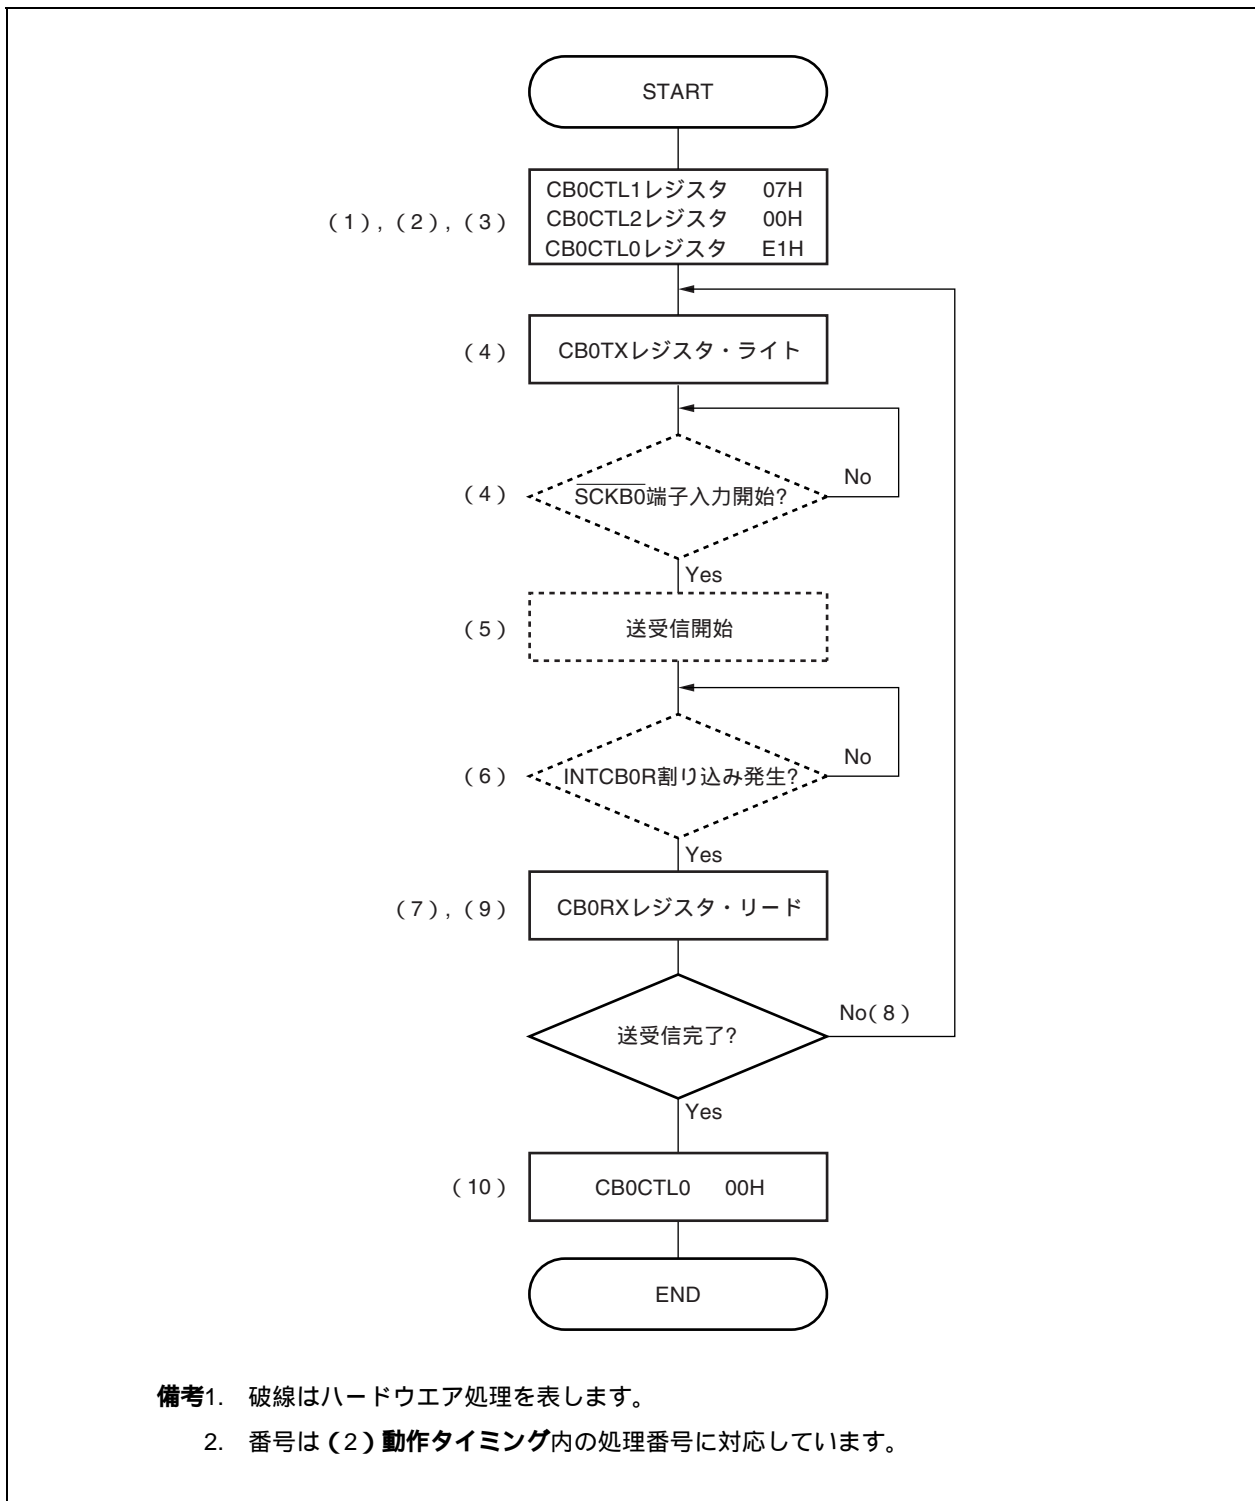 START
(1), (2), (3)
CB0CTL1レジスタ 07H
CB0CTL2レジスタ 00H
CB0CTL0レジスタ E1H
(4) CB0TXレジスタ・ライト
(4) SCKB0端子入力開始?
No
Yes
(5) 送受信開始
(6) INTCB0R割り込み発生?
No
Yes
(7), (9) CB0RXレジスタ・リード
送受信完了?
No(8)
Yes
(10) CB0CTL0 00H
END
備考1. 破線はハードウエア処理を表します。
2. 番号は(2)動作タイミング内の処理番号に対応しています。